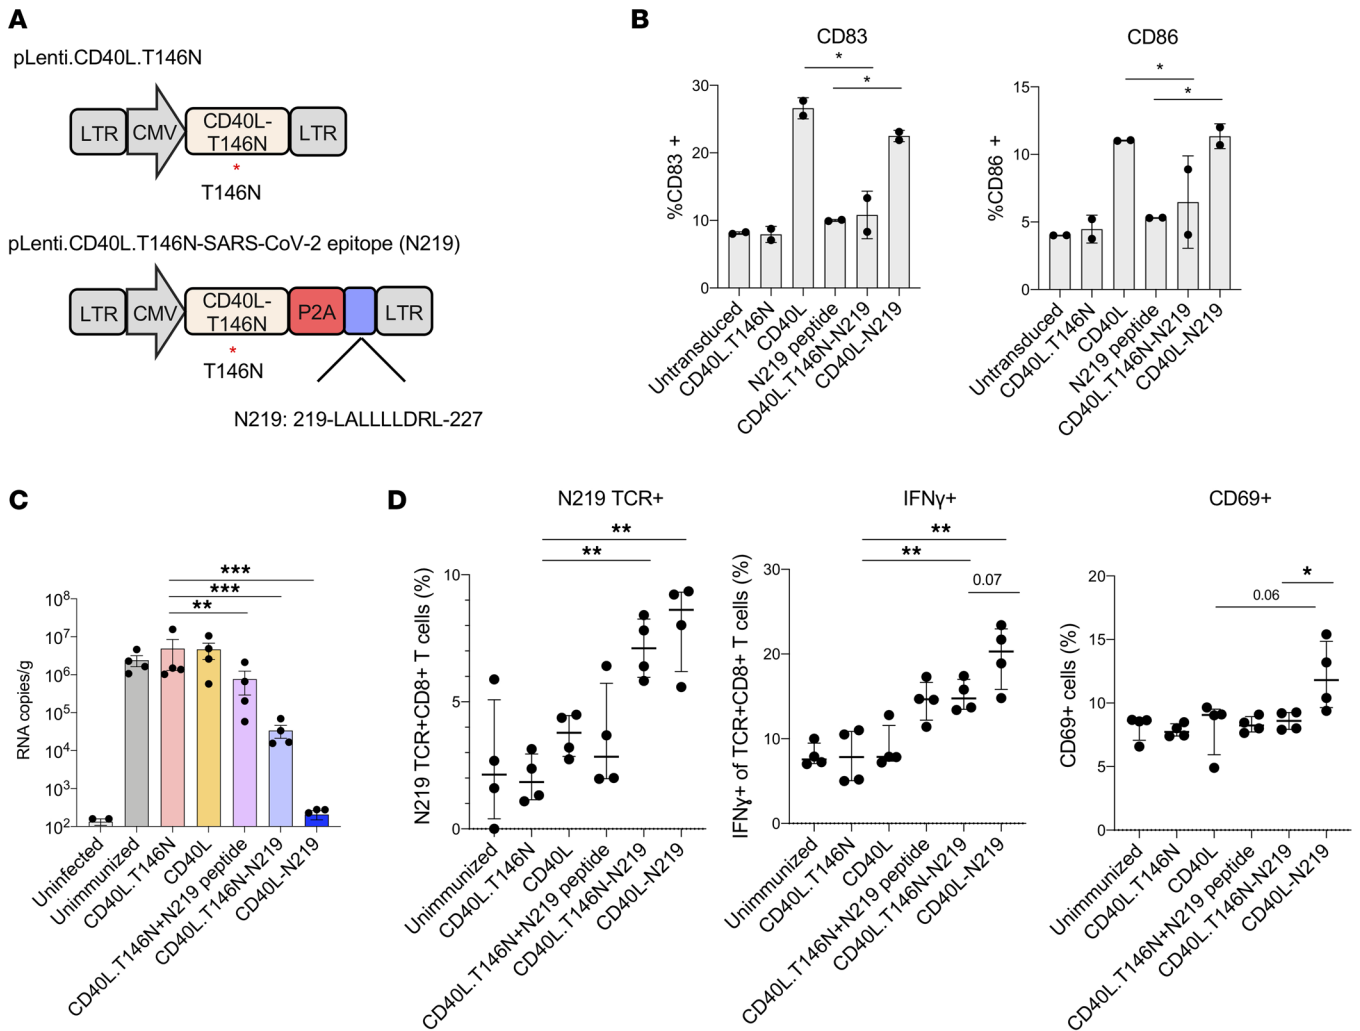 A
pLenti.CD40L.T146N
LTR
CMV
CD40L-
T146N
LTR
*
T146N
pLenti.CD40L.T146N-SARS-CoV-2 epitope (N219)
LTR
CMV
CD40L-
T146N
P2A
LTR
*
T146N
N219: 219-LALLLLDRL-227
B
CD83
*
*
%CD83 +
30
20
10
0
Untransduced
CD40L.T146N
CD40L
N219 peptide
CD40L.T146N-N219
CD40L-N219
CD86
*
*
%CD86 +
15
10
5
0
Untransduced
CD40L.T146N
CD40L
N219 peptide
CD40L.T146N-N219
CD40L-N219
C
***
***
**
RNA copies/g
10⁸
10⁷
10⁶
10⁵
10⁴
10³
10²
Uninfected
Unimmunized
CD40L.T146N
CD40L
CD40L.T146N+N219 peptide
CD40L.T146N-N219
CD40L-N219
D
N219 TCR+
**
**
N219 TCR+CD8+ T cells (%)
10
5
0
Unimmunized
CD40L.T146N
CD40L
CD40L.T146N+N219 peptide
CD40L.T146N-N219
CD40L-N219
IFNγ+
**
**
0.07
IFNγ+ of TCR+CD8+ T cells (%)
30
20
10
0
Unimmunized
CD40L.T146N
CD40L
CD40L.T146N+N219 peptide
CD40L.T146N-N219
CD40L-N219
CD69+
*
0.06
CD69+ cells (%)
20
15
10
5
0
Unimmunized
CD40L.T146N
CD40L
CD40L.T146N+N219 peptide
CD40L.T146N-N219
CD40L-N219